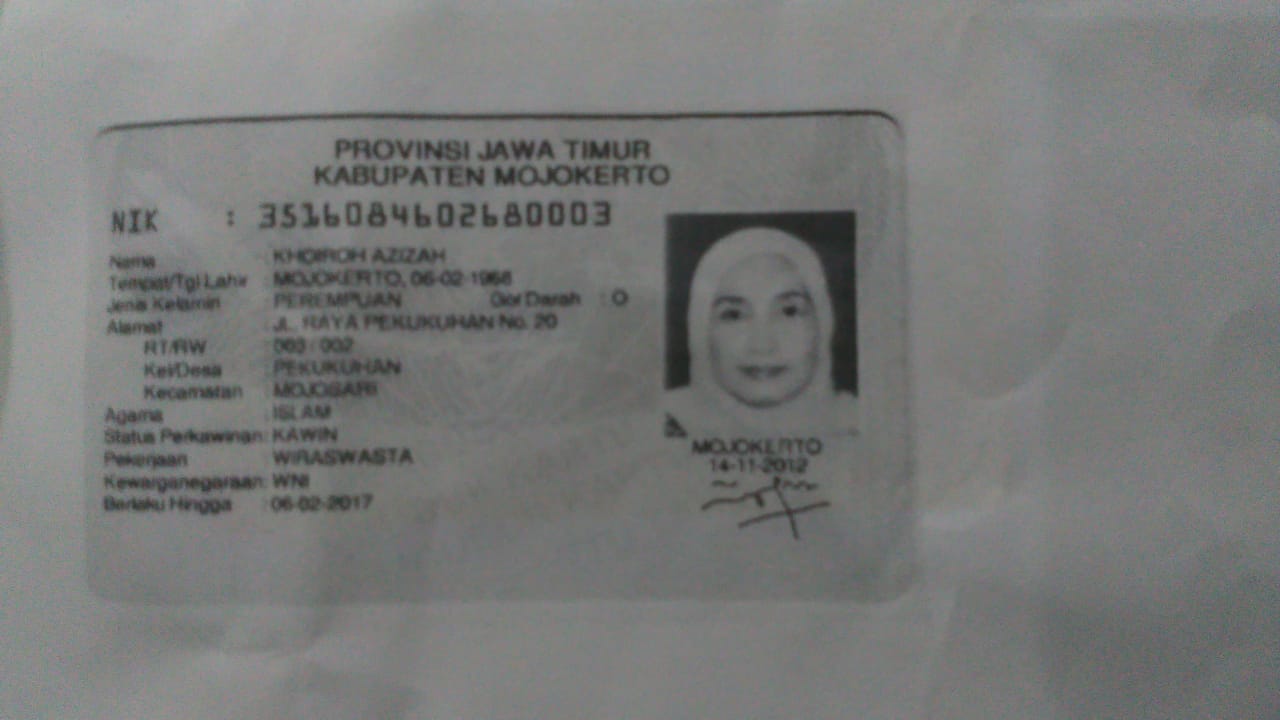 PROVINSI JAWA TIMUR
KABUPATEN MOJOKERTO
NIK : 3516084602680003
Nama : KHOIROH AZIZAH
Tempat/Tgl Lahir : MOJOKERTO, 06-02-1968
Jenis Kelamin : PEREMPUAN Gol Darah : O
Alamat : JL. RAYA PEKUKUHAN No. 20
RT/RW : 003 / 002
Kel/Desa : PEKUKUHAN
Kecamatan : MOJOSARI
Agama : ISLAM
Status Perkawinan: KAWIN
Pekerjaan : WIRASWASTA
Kewarganegaraan: WNI
Berlaku Hingga : 06-02-2017
MOJOKERTO
14-11-2012